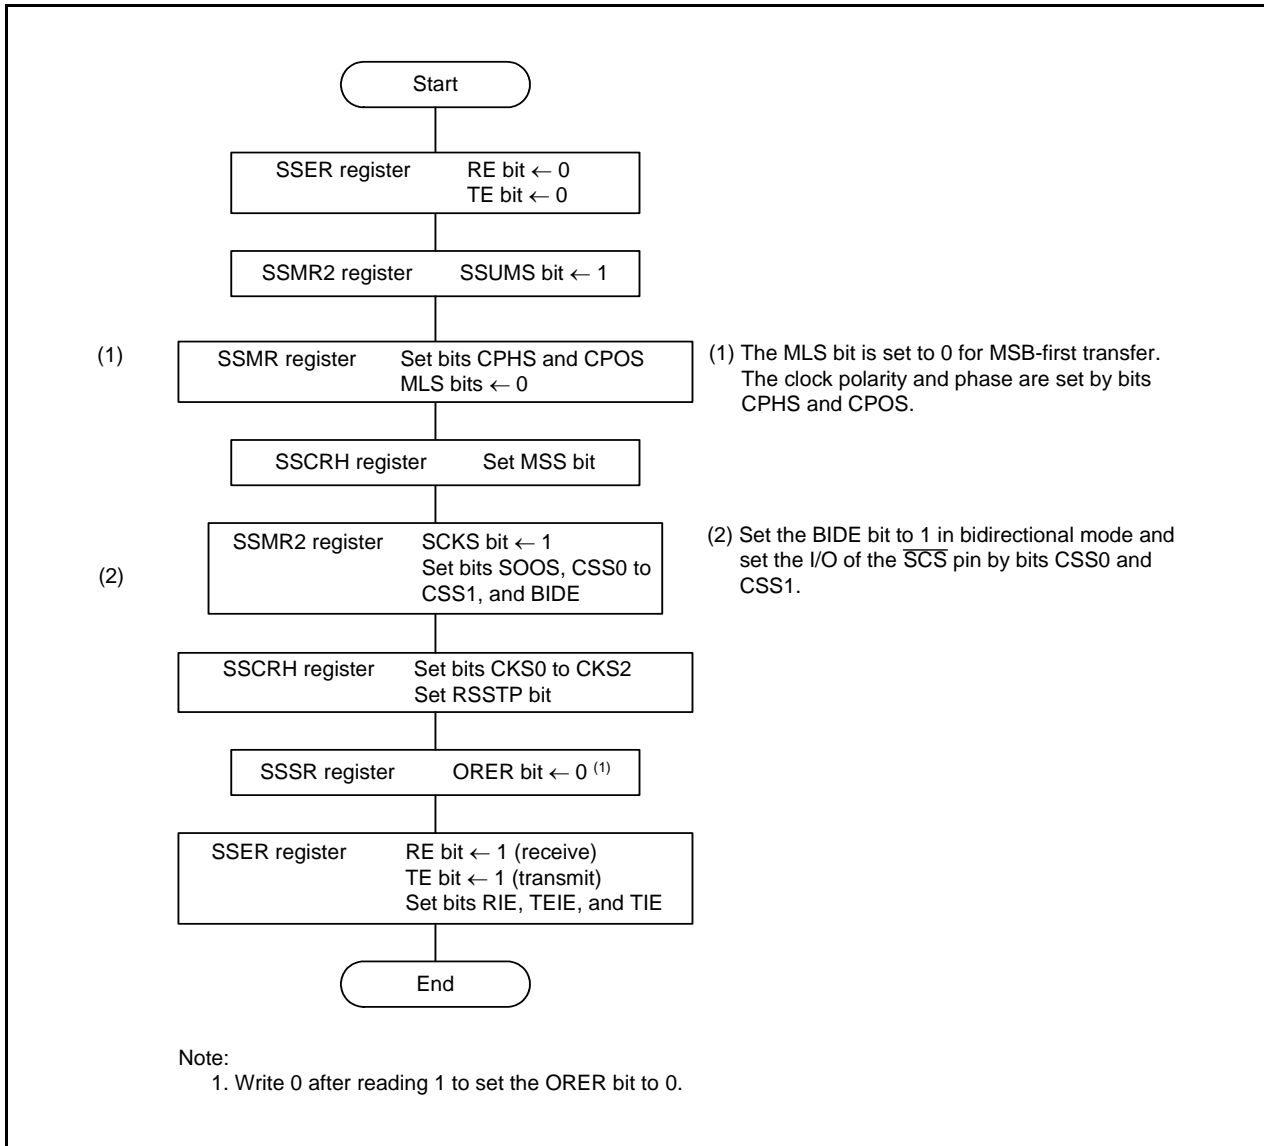 Start
SSER register RE bit ← 0
TE bit ← 0
SSMR2 register SSUMS bit ← 1
(1) SSMR register Set bits CPHS and CPOS
MLS bits ← 0
(1) The MLS bit is set to 0 for MSB-first transfer.
The clock polarity and phase are set by bits
CPHS and CPOS.
SSCRH register Set MSS bit
(2) SSMR2 register SCKS bit ← 1
Set bits SOOS, CSS0 to
CSS1, and BIDE
(2) Set the BIDE bit to 1 in bidirectional mode and
set the I/O of the S̅C̅S̅ pin by bits CSS0 and
CSS1.
SSCRH register Set bits CKS0 to CKS2
Set RSSTP bit
SSSR register ORER bit ← 0 (1)
SSER register RE bit ← 1 (receive)
TE bit ← 1 (transmit)
Set bits RIE, TEIE, and TIE
End
Note:
1. Write 0 after reading 1 to set the ORER bit to 0.